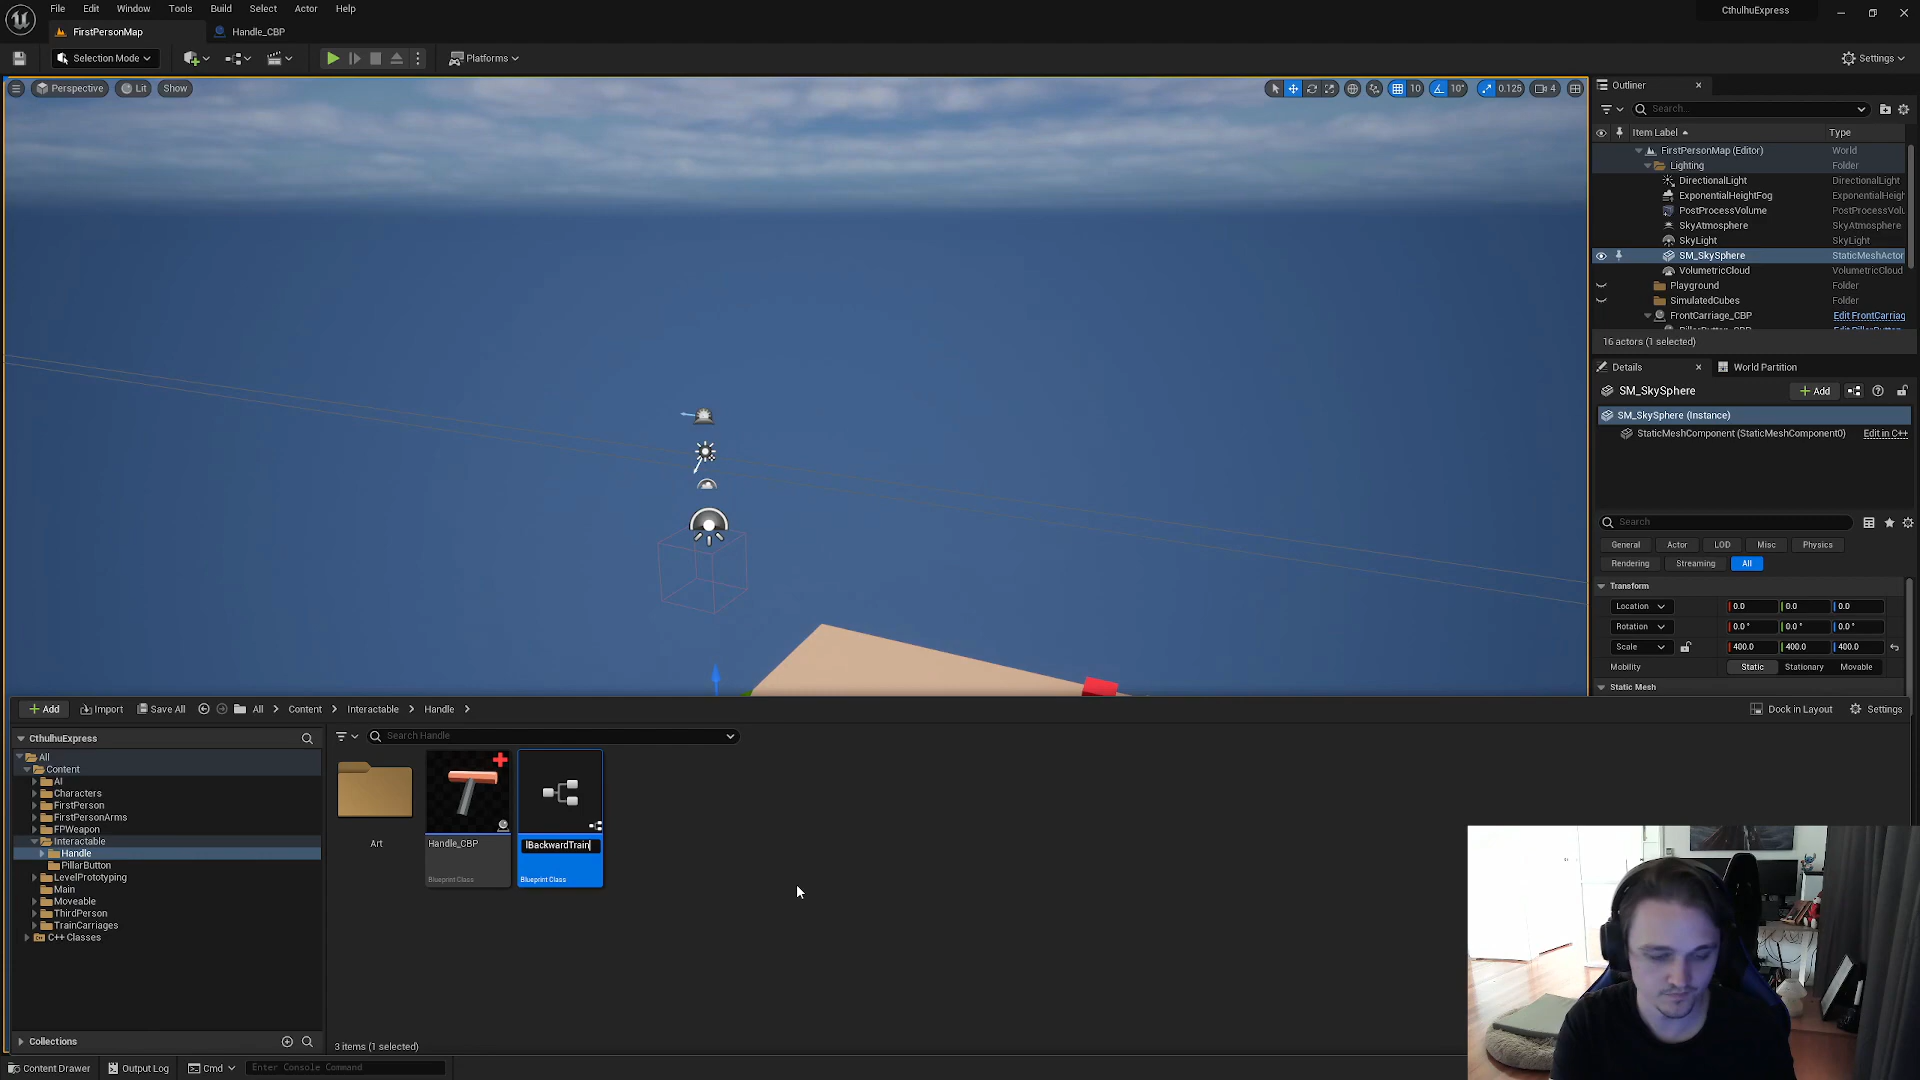 File Edit Window Tools Build Select Actor Help
CthulhuExpress
FirstPersonMap
Handle_CBP
Selection Mode
Platforms
Settings
Perspective
Lit
Show
10
10°
0.125
4
Outliner
Search...
Item Label
Type
FirstPersonMap (Editor) World
Lighting Folder
DirectionalLight DirectionalLight
ExponentialHeightFog ExponentialHeigh
PostProcessVolume PostProcessVolu
SkyAtmosphere SkyAtmosphere
SkyLight SkyLight
SM_SkySphere StaticMeshActor
VolumetricCloud VolumetricCloud
Playground Folder
SimulatedCubes Folder
FrontCarriage_CBP Edit FrontCarriag
16 actors (1 selected)
Details
World Partition
SM_SkySphere
Add
SM_SkySphere (Instance)
StaticMeshComponent (StaticMeshComponent0) Edit in C++
Search
General Actor LOD Misc Physics
Rendering Streaming All
Transform
Location 0.0 0.0 0.0
Rotation 0.0° 0.0° 0.0°
Scale 400.0 400.0 400.0
Mobility Static Stationary Movable
Static Mesh
Add Import Save All All Content Interactable Handle
Dock in Layout
Settings
CthulhuExpress
Search Handle
All
Content
AI
Characters
FirstPerson
FirstPersonArms
FPWeapon
Interactable
Handle
PillarButton
LevelPrototyping
Main
Moveable
ThirdPerson
TrainCarriages
C++ Classes
Art
Handle_CBP
Blueprint Class
lBackwardTrain
Blueprint Class
Collections
3 items (1 selected)
Content Drawer
Output Log
Cmd
Enter Console Command